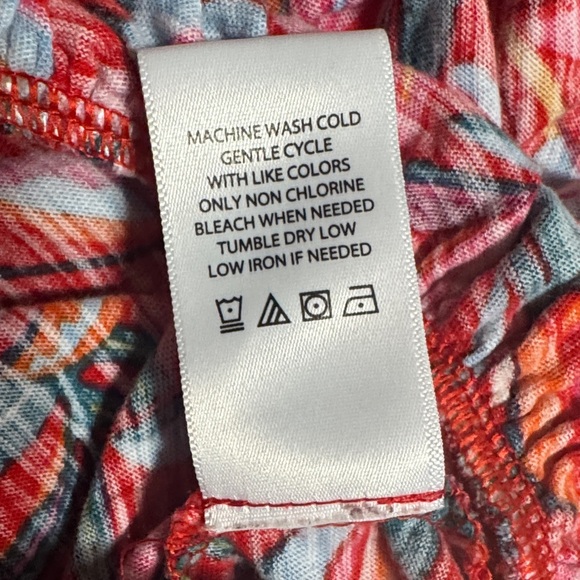 MACHINE WASH COLD
GENTLE CYCLE
WITH LIKE COLORS
ONLY NON CHLORINE
BLEACH WHEN NEEDED
TUMBLE DRY LOW
LOW IRON IF NEEDED